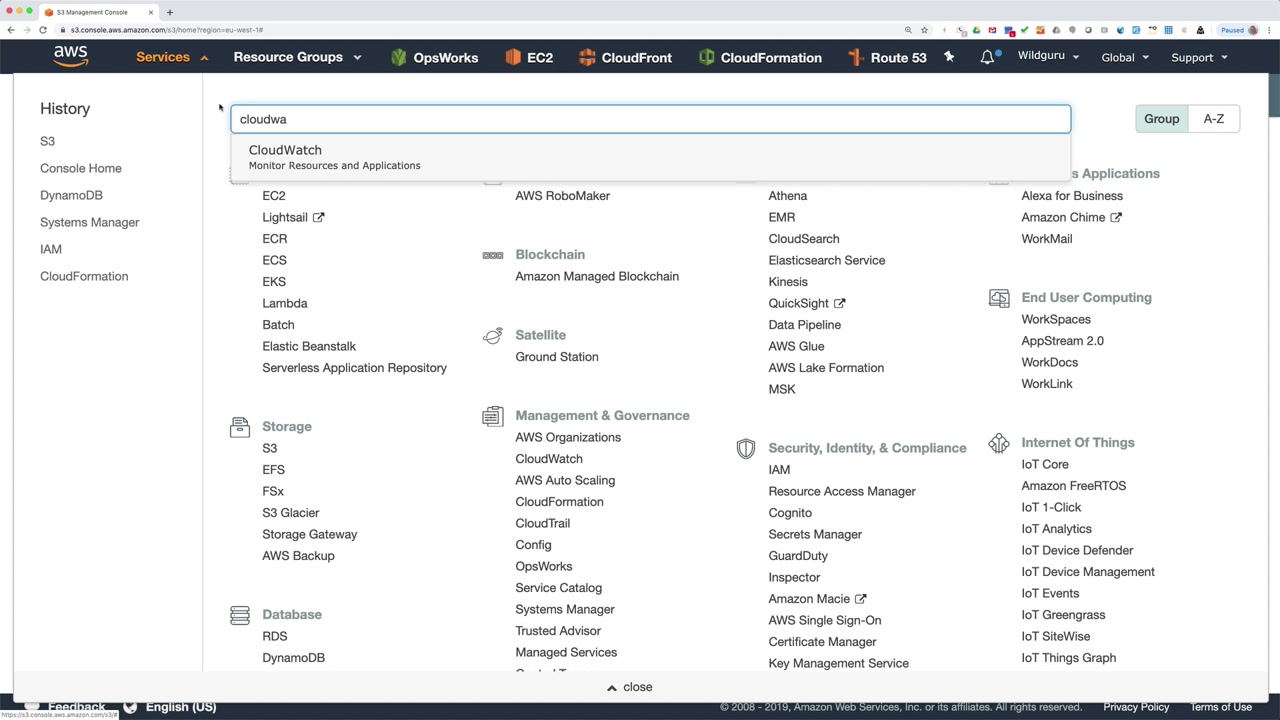 S3 Management Console
s3.console.aws.amazon.com/s3/home?region=eu-west-1#
Paused
aws
Services
Resource Groups
OpsWorks
EC2
CloudFront
CloudFormation
Route 53
Wildguru
Global
Support
History
S3
Console Home
DynamoDB
Systems Manager
IAM
CloudFormation
cloudwa
Group
A-Z
CloudWatch
Monitor Resources and Applications
EC2
Lightsail
ECR
ECS
EKS
Lambda
Batch
Elastic Beanstalk
Serverless Application Repository
Storage
S3
EFS
FSx
S3 Glacier
Storage Gateway
AWS Backup
Database
RDS
DynamoDB
AWS RoboMaker
Blockchain
Amazon Managed Blockchain
Satellite
Ground Station
Management & Governance
AWS Organizations
CloudWatch
AWS Auto Scaling
CloudFormation
CloudTrail
Config
OpsWorks
Service Catalog
Systems Manager
Trusted Advisor
Managed Services
Athena
EMR
CloudSearch
Elasticsearch Service
Kinesis
QuickSight
Data Pipeline
AWS Glue
AWS Lake Formation
MSK
Security, Identity, & Compliance
IAM
Resource Access Manager
Cognito
Secrets Manager
GuardDuty
Inspector
Amazon Macie
AWS Single Sign-On
Certificate Manager
Key Management Service
s Applications
Alexa for Business
Amazon Chime
WorkMail
End User Computing
WorkSpaces
AppStream 2.0
WorkDocs
WorkLink
Internet Of Things
IoT Core
Amazon FreeRTOS
IoT 1-Click
IoT Analytics
IoT Device Defender
IoT Device Management
IoT Events
IoT Greengrass
IoT SiteWise
IoT Things Graph
close
Feedback
English (US)
© 2008 - 2019, Amazon Web Services, Inc. or its affiliates. All rights reserved.
Privacy Policy
Terms of Use
https://s3.console.aws.amazon.com/s3/#